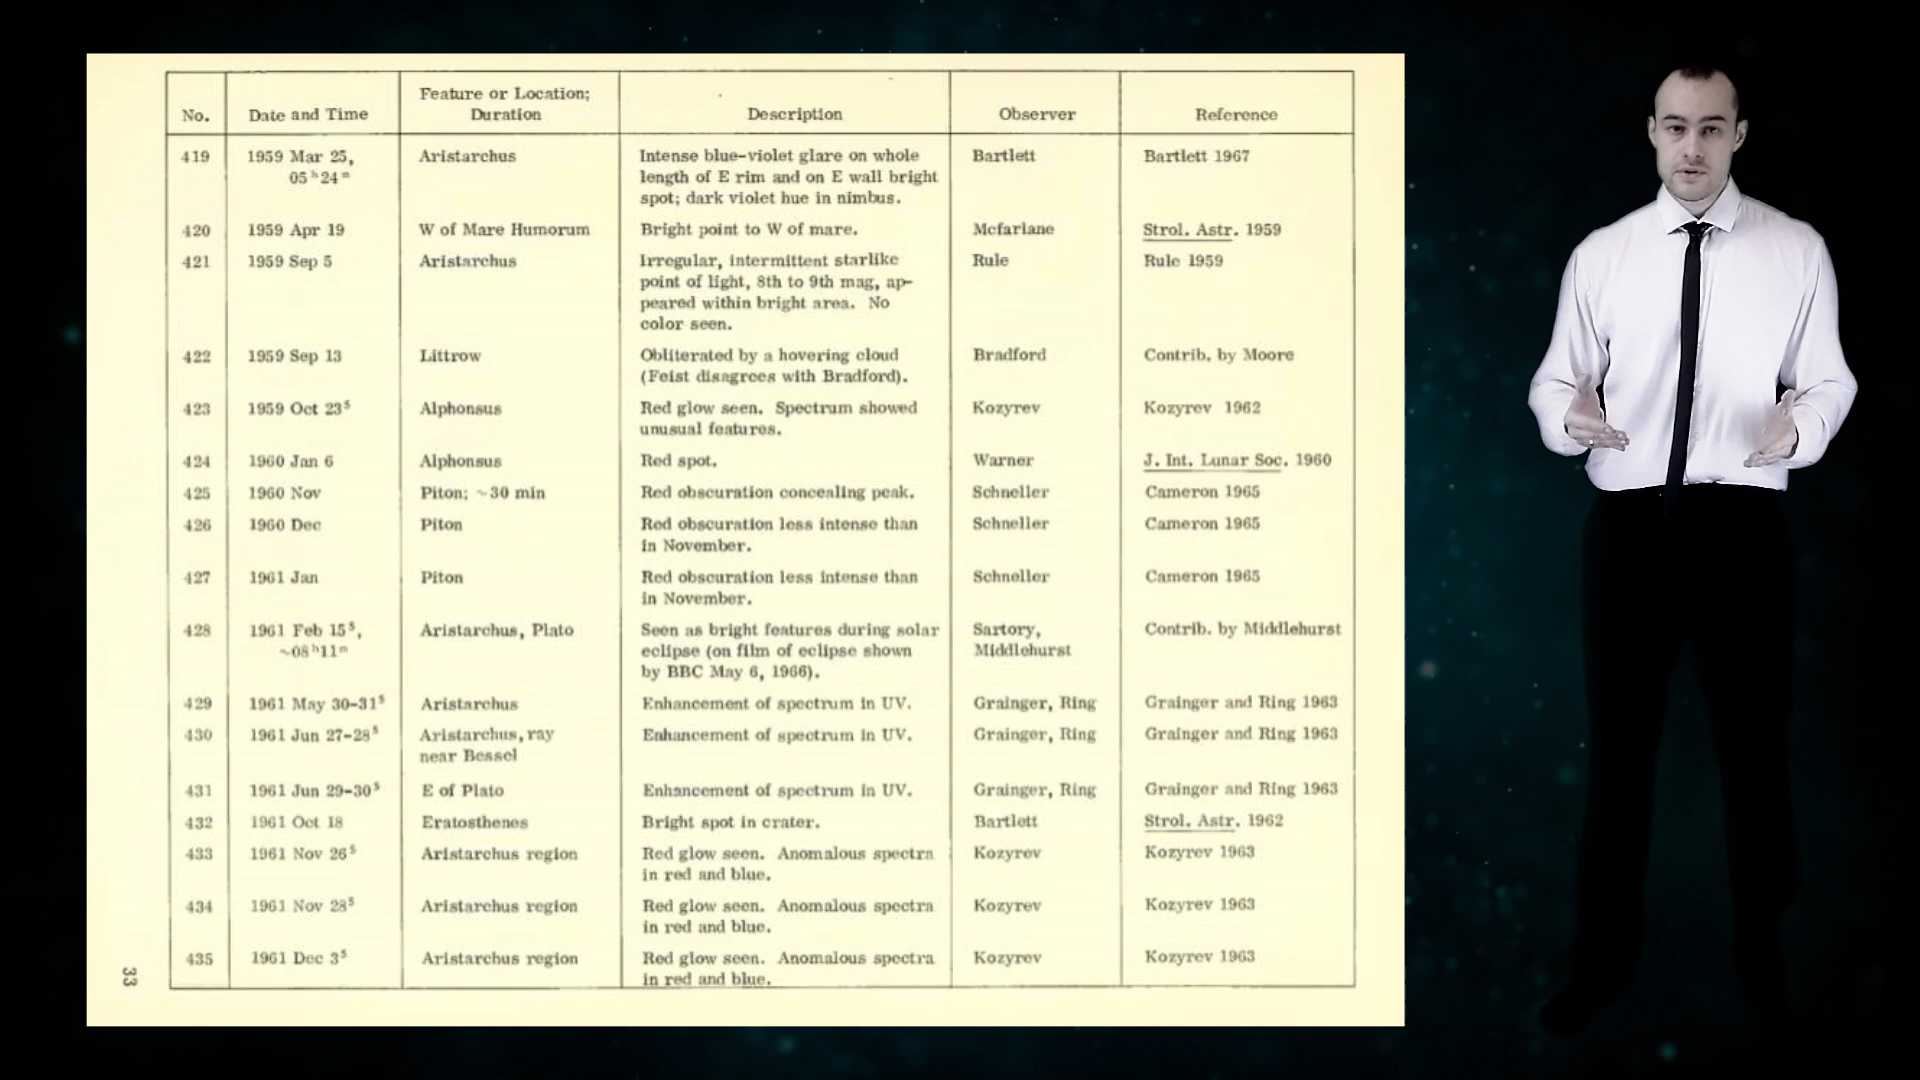 No. Date and Time Feature or Location; Duration Description Observer Reference
419 1959 Mar 25, Aristarchus Intense blue-violet glare on whole Bartlett Bartlett 1967
05ʰ24ᵐ length of E rim and on E wall bright
spot; dark violet hue in nimbus.
420 1959 Apr 19 W of Mare Humorum Bright point to W of mare. Mcfarlane Strol. Astr. 1959
421 1959 Sep 5 Aristarchus Irregular, intermittent starlike Rule Rule 1959
point of light, 8th to 9th mag, ap-
peared within bright area. No
color seen.
422 1959 Sep 13 Littrow Obliterated by a hovering cloud Bradford Contrib. by Moore
(Feist disagrees with Bradford).
423 1959 Oct 23⁵ Alphonsus Red glow seen. Spectrum showed Kozyrev Kozyrev 1962
unusual features.
424 1960 Jan 6 Alphonsus Red spot. Warner J. Int. Lunar Soc. 1960
425 1960 Nov Piton; ~30 min Red obscuration concealing peak. Schneller Cameron 1965
426 1960 Dec Piton Red obscuration less intense than Schneller Cameron 1965
in November.
427 1961 Jan Piton Red obscuration less intense than Schneller Cameron 1965
in November.
428 1961 Feb 15⁵, Aristarchus, Plato Seen as bright features during solar Sartory, Contrib. by Middlehurst
~08ʰ11ᵐ eclipse (on film of eclipse shown Middlehurst
by BBC May 6, 1966).
429 1961 May 30-31⁵ Aristarchus Enhancement of spectrum in UV. Grainger, Ring Grainger and Ring 1963
430 1961 Jun 27-28⁵ Aristarchus, ray Enhancement of spectrum in UV. Grainger, Ring Grainger and Ring 1963
near Bessel
431 1961 Jun 29-30⁵ E of Plato Enhancement of spectrum in UV. Grainger, Ring Grainger and Ring 1963
432 1961 Oct 18 Eratosthenes Bright spot in crater. Bartlett Strol. Astr. 1962
433 1961 Nov 26⁵ Aristarchus region Red glow seen. Anomalous spectra Kozyrev Kozyrev 1963
in red and blue.
434 1961 Nov 28⁵ Aristarchus region Red glow seen. Anomalous spectra Kozyrev Kozyrev 1963
in red and blue.
435 1961 Dec 3⁵ Aristarchus region Red glow seen. Anomalous spectra Kozyrev Kozyrev 1963
in red and blue.
33